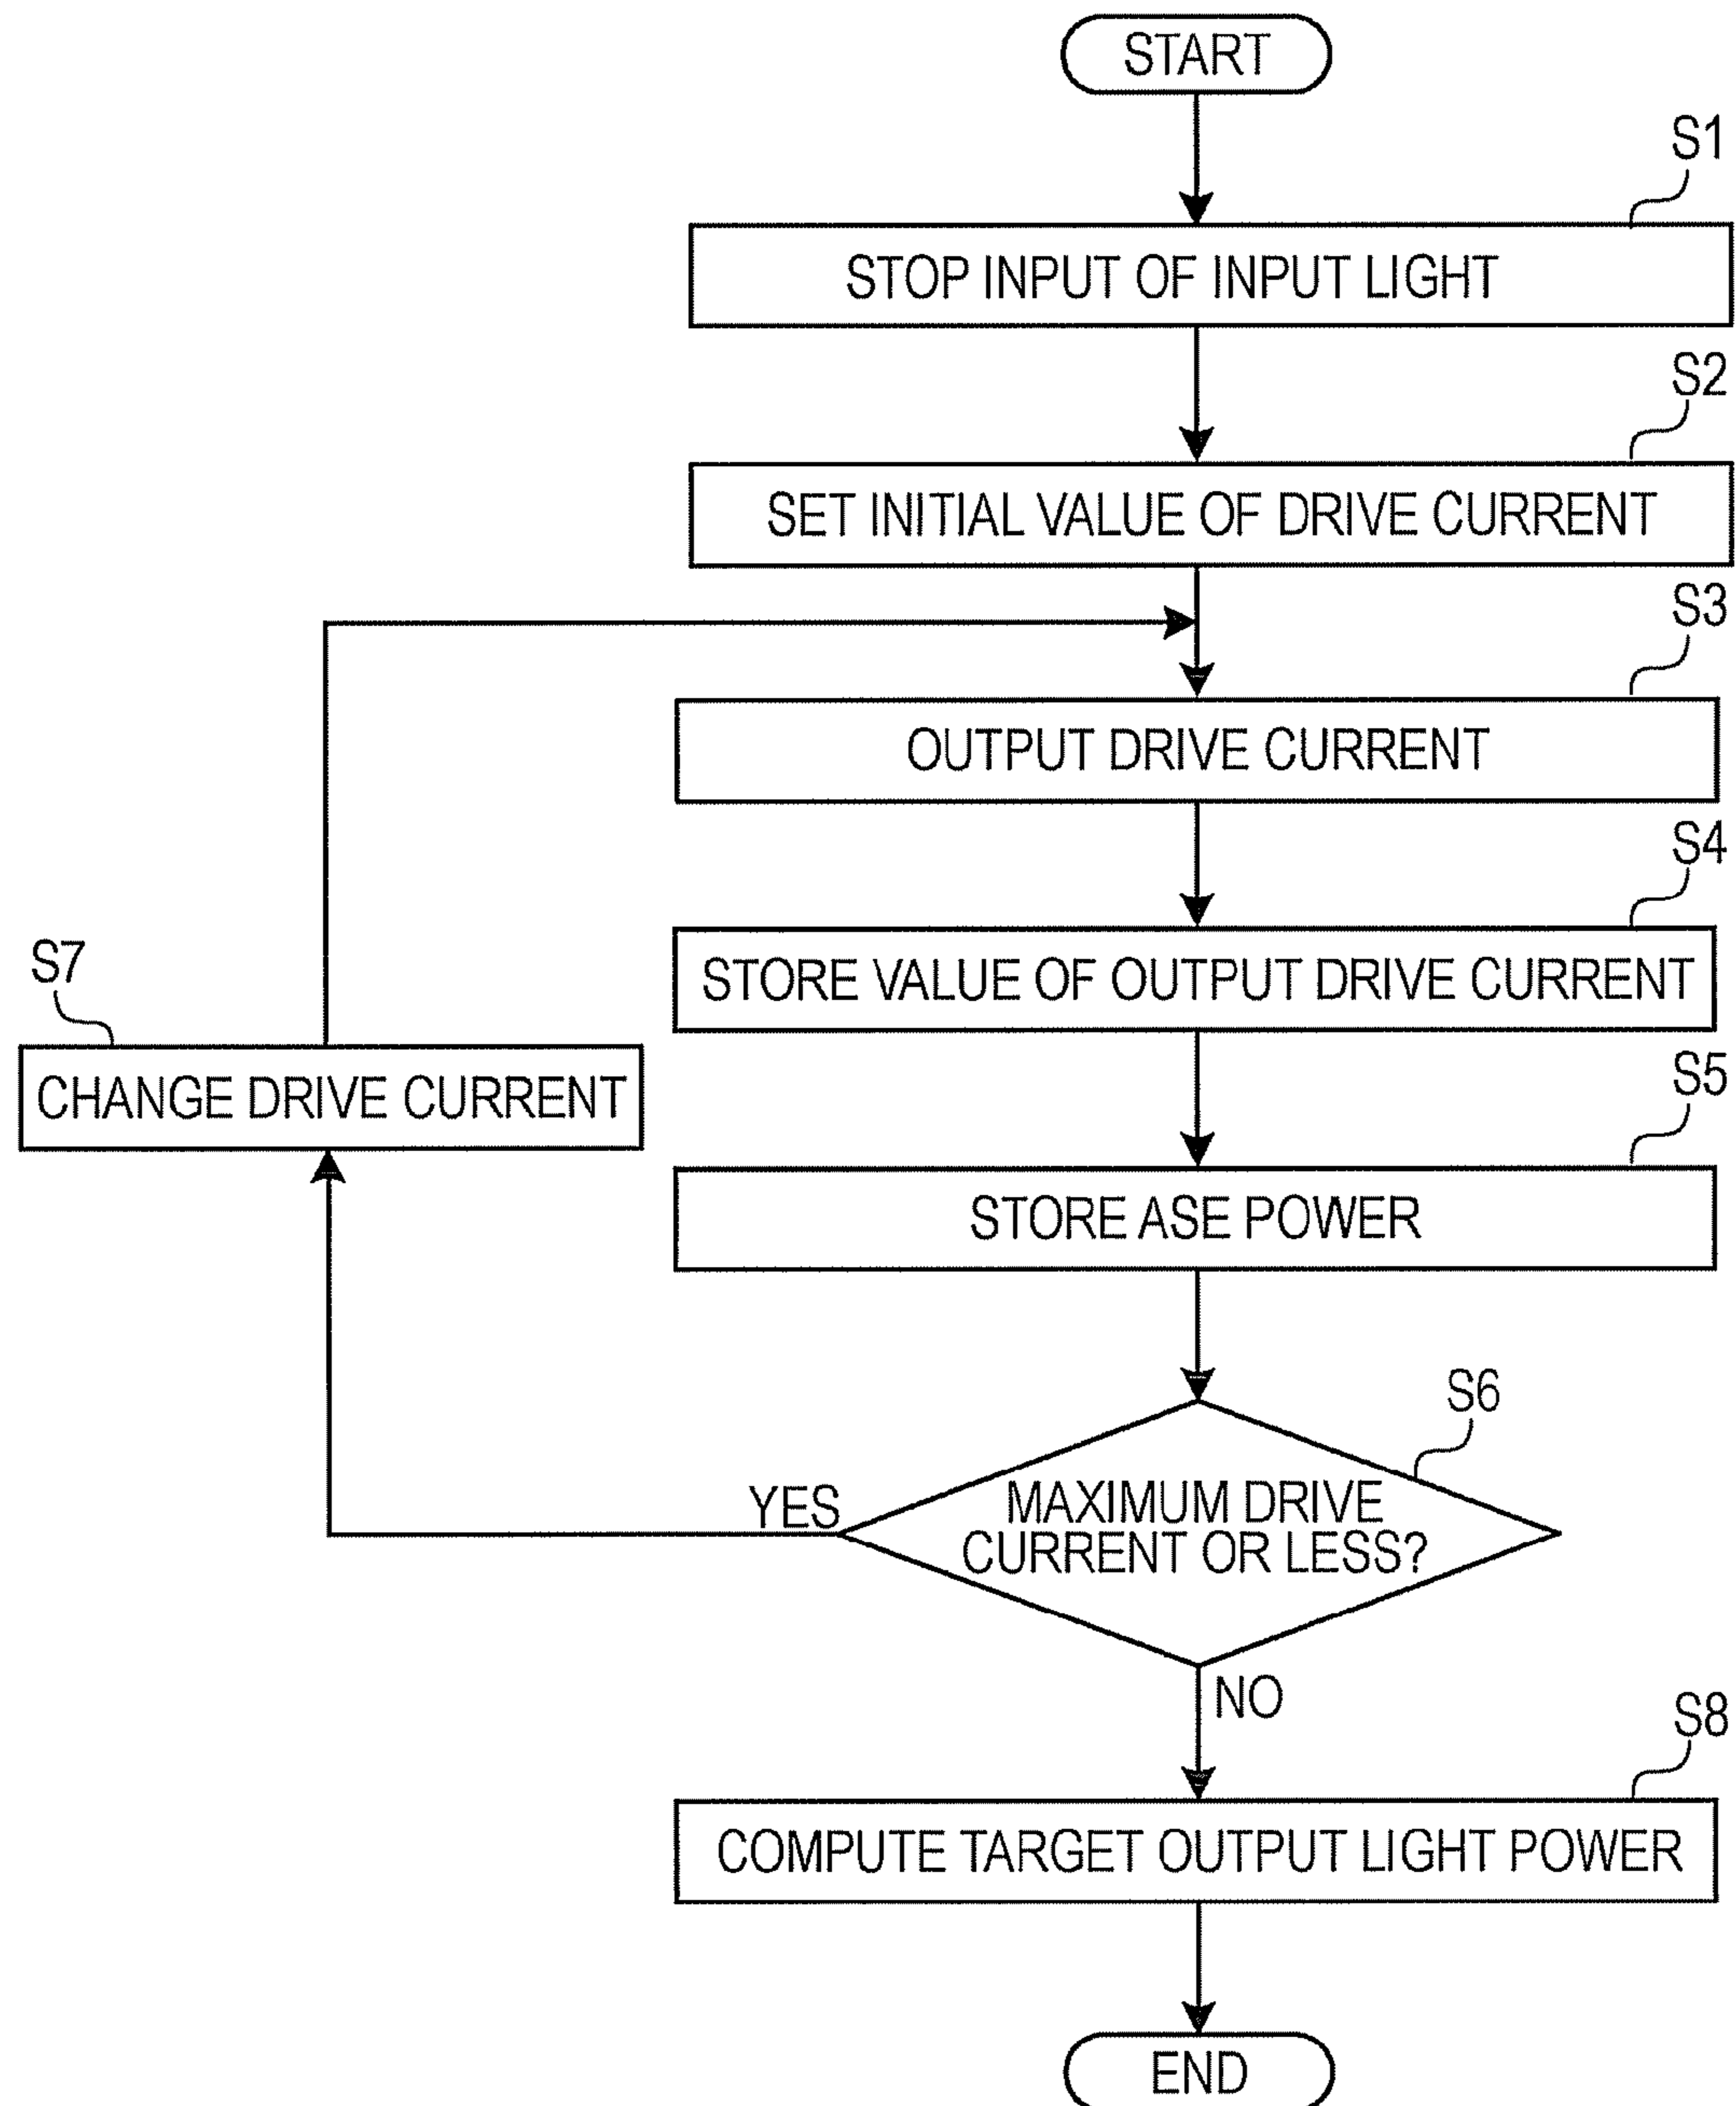 START
S1
STOP INPUT OF INPUT LIGHT
S2
SET INITIAL VALUE OF DRIVE CURRENT
S3
OUTPUT DRIVE CURRENT
S4
STORE VALUE OF OUTPUT DRIVE CURRENT
S7
CHANGE DRIVE CURRENT
S5
STORE ASE POWER
S6
MAXIMUM DRIVE
CURRENT OR LESS?
YES
NO
S8
COMPUTE TARGET OUTPUT LIGHT POWER
END